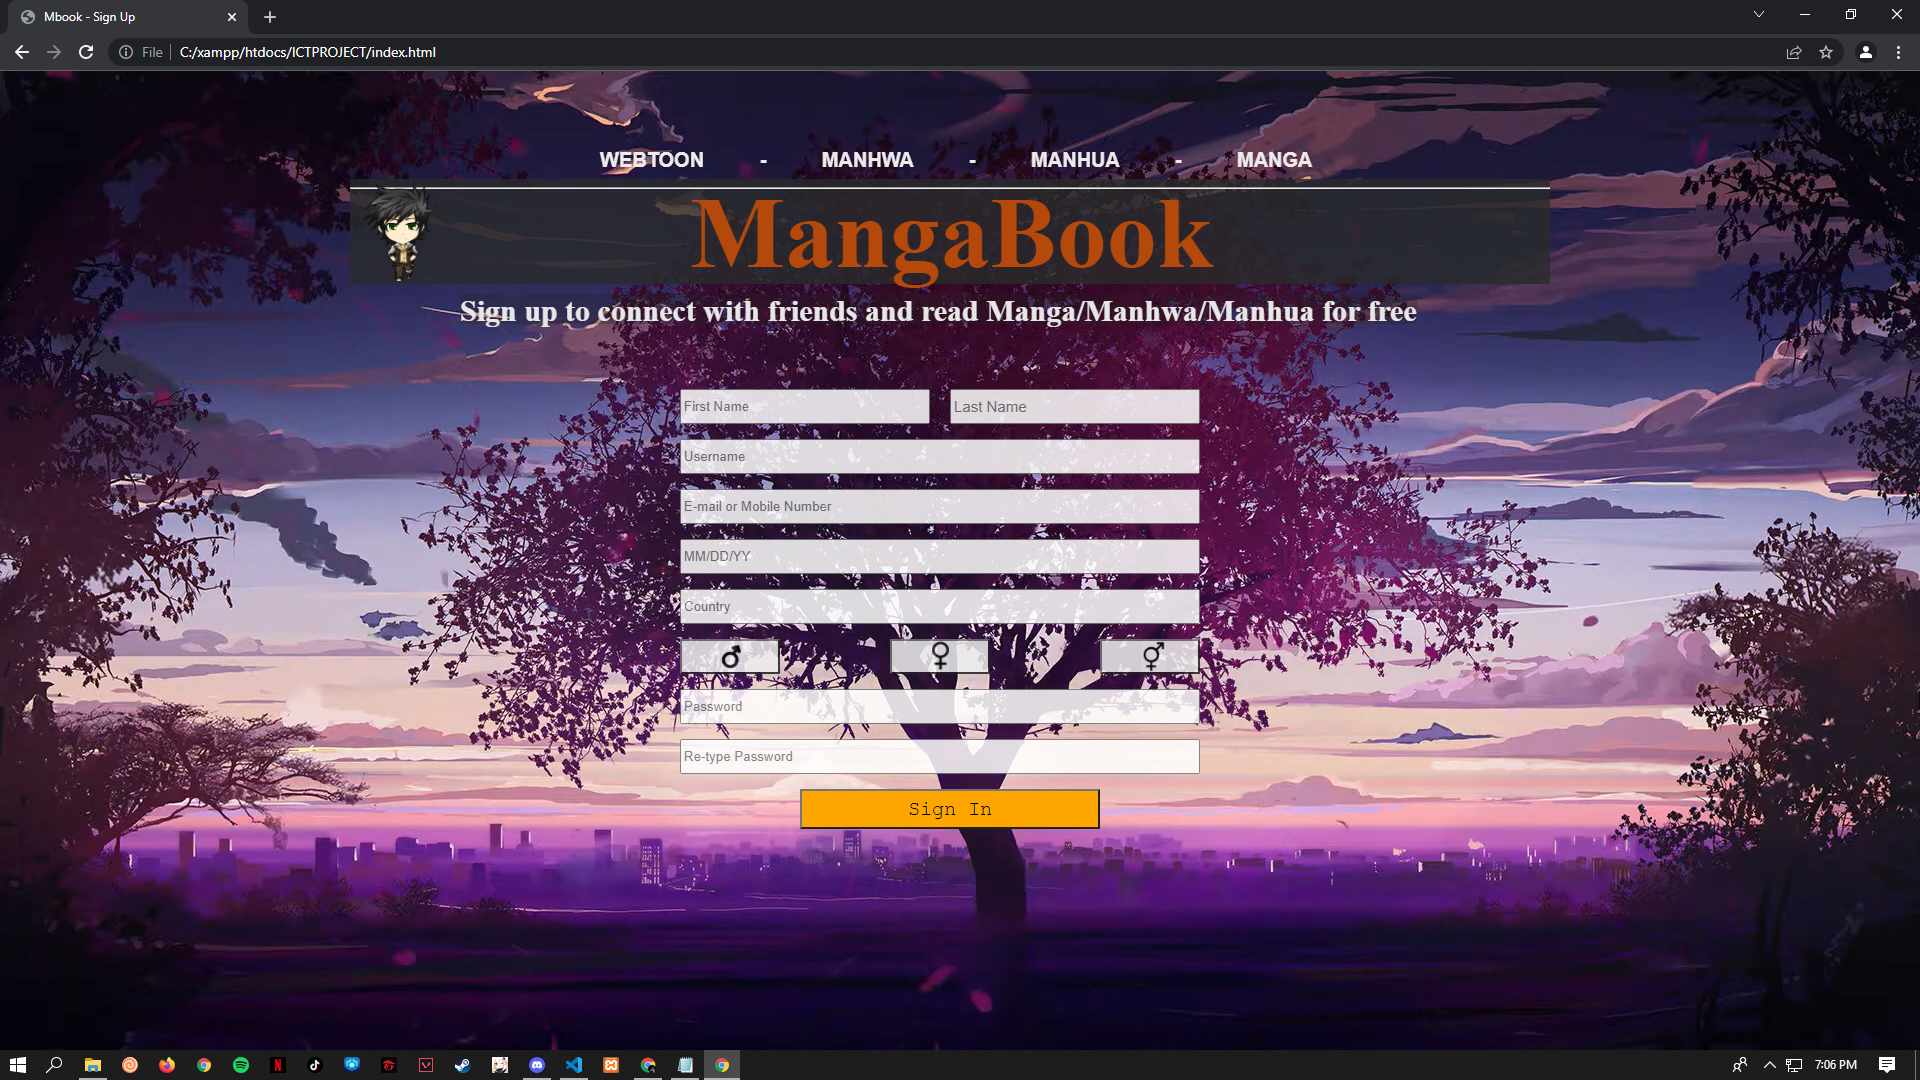 Mbook - Sign Up
File
C:/xampp/htdocs/ICTPROJECT/index.html
WEBTOON - MANHWA - MANHUA - MANGA
MangaBook
Sign up to connect with friends and read Manga/Manhwa/Manhua for free
First Name Last Name
Username
E-mail or Mobile Number
MM/DD/YY
Country
Password
Re-type Password
Sign In
7:06 PM